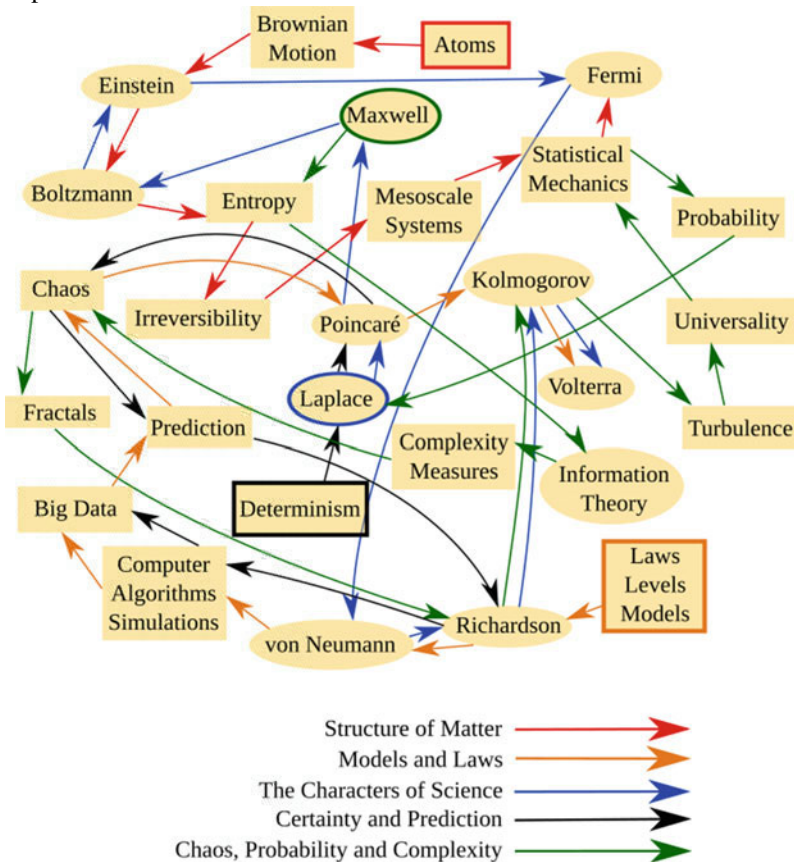 Brownian
Motion
Atoms
Einstein
Fermi
Maxwell
Statistical
Mechanics
Boltzmann
Entropy
Mesoscale
Systems
Probability
Chaos
Kolmogorov
Irreversibility
Poincaré
Universality
Laplace
Volterra
Fractals
Prediction
Complexity
Measures
Turbulence
Information
Theory
Big Data
Determinism
Computer
Algorithms
Simulations
Laws
Levels
Models
von Neumann
Richardson
Structure of Matter
Models and Laws
The Characters of Science
Certainty and Prediction
Chaos, Probability and Complexity